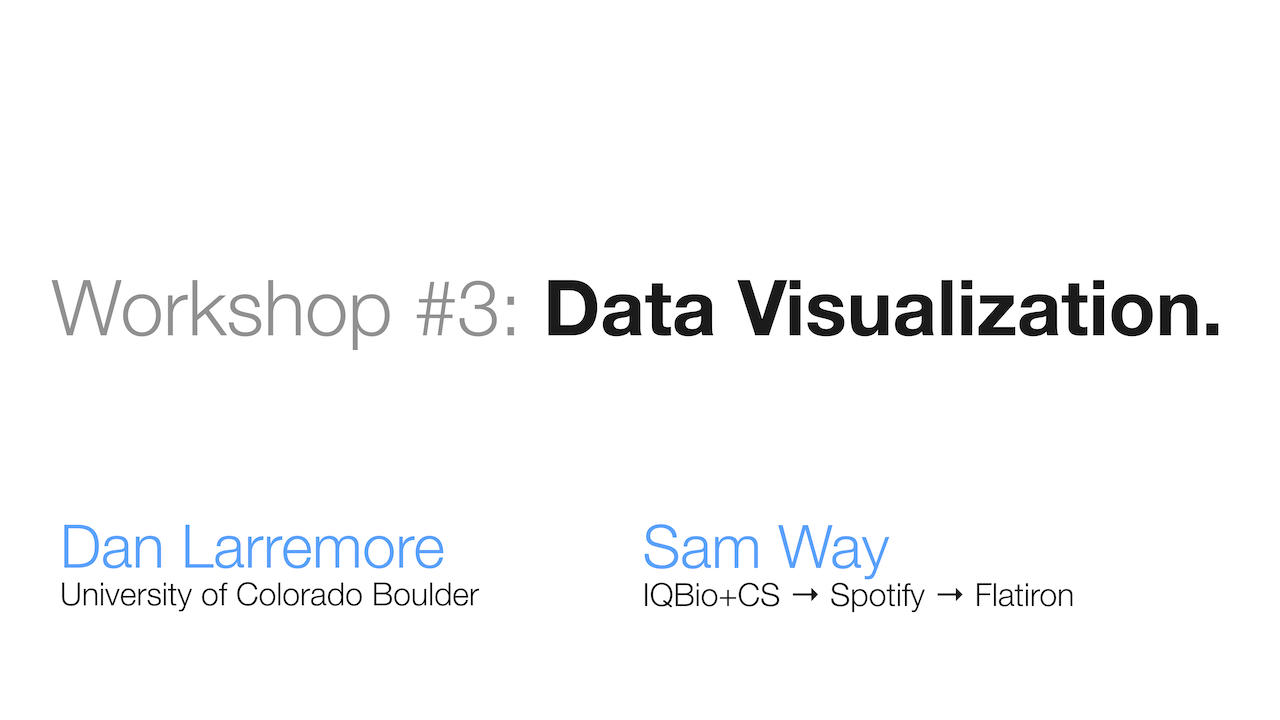 Workshop #3: Data Visualization.
Dan Larremore
University of Colorado Boulder
Sam Way
IQBio+CS → Spotify → Flatiron